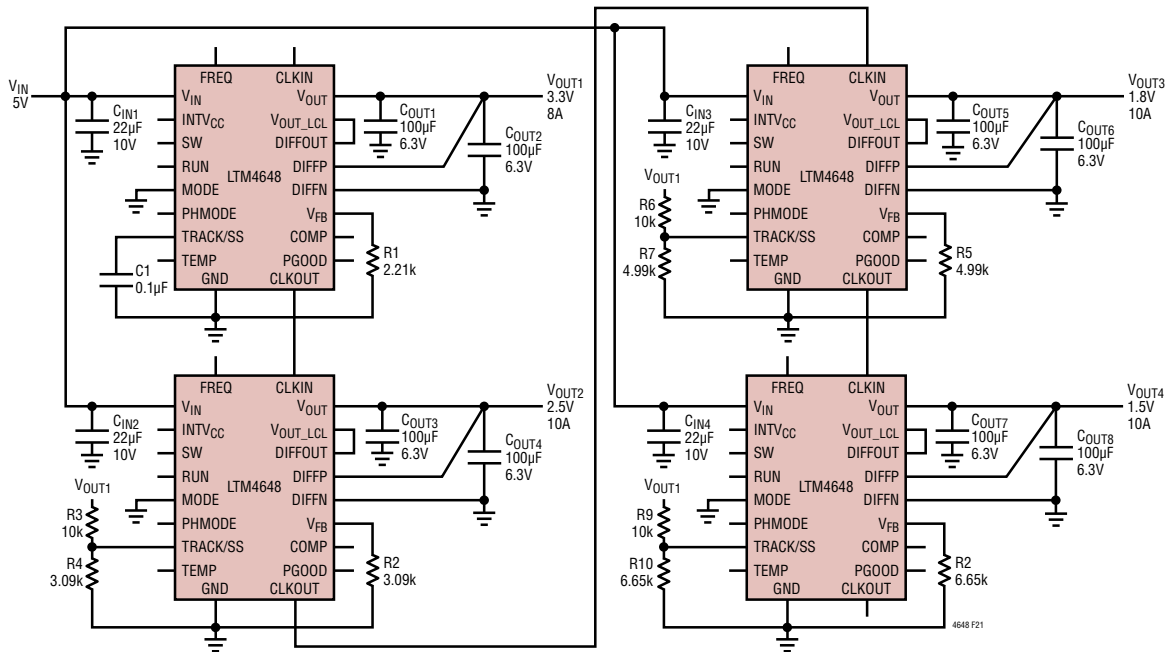 VIN
5V
CIN1
22µF
10V
FREQ CLKIN
VIN
INTVCC
SW
RUN
MODE
PHMODE
TRACK/SS
TEMP
GND
LTM4648
VOUT
VOUT_LCL
DIFFOUT
DIFFP
DIFFN
VFB
COMP
PGOOD
CLKOUT
C1
0.1µF
COUT1
100µF
6.3V
COUT2
100µF
6.3V
VOUT1
3.3V
8A
R1
2.21k
CIN3
22µF
10V
VOUT1
R6
10k
R7
4.99k
FREQ CLKIN
VIN
INTVCC
SW
RUN
MODE
PHMODE
TRACK/SS
TEMP
GND
LTM4648
VOUT
VOUT_LCL
DIFFOUT
DIFFP
DIFFN
VFB
COMP
PGOOD
CLKOUT
COUT5
100µF
6.3V
COUT6
100µF
6.3V
VOUT3
1.8V
10A
R5
4.99k
CIN2
22µF
10V
VOUT1
R3
10k
R4
3.09k
FREQ CLKIN
VIN
INTVCC
SW
RUN
MODE
PHMODE
TRACK/SS
TEMP
GND
LTM4648
VOUT
VOUT_LCL
DIFFOUT
DIFFP
DIFFN
VFB
COMP
PGOOD
CLKOUT
COUT3
100µF
6.3V
COUT4
100µF
6.3V
VOUT2
2.5V
10A
R2
3.09k
CIN4
22µF
10V
VOUT1
R9
10k
R10
6.65k
FREQ CLKIN
VIN
INTVCC
SW
RUN
MODE
PHMODE
TRACK/SS
TEMP
GND
LTM4648
VOUT
VOUT_LCL
DIFFOUT
DIFFP
DIFFN
VFB
COMP
PGOOD
CLKOUT
COUT7
100µF
6.3V
COUT8
100µF
6.3V
VOUT4
1.5V
10A
R2
6.65k
4648 F21